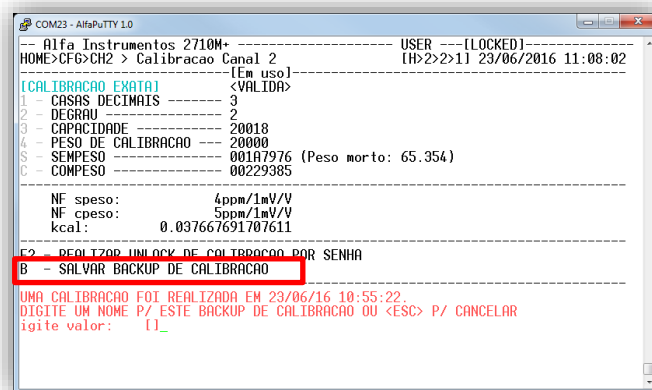 COM23 - AlfaPuTTY 1.0
-- Alfa Instrumentos 2710M+ -------------------- USER ---[LOCKED]----
HOME>CFG>CH2 > Calibracao Canal 2 [H>2>2>1] 23/06/2016 11:08:02
---------------------------[Em uso]-------------------------------------------
[CALIBRACAO EXATA] <VALIDA>
1 - CASAS DECIMAIS ------- 3
2 - DEGRAU --------------- 2
3 - CAPACIDADE ----------- 20018
4 - PESO DE CALIBRACAO --- 20000
S - SEMPESO -------------- 001A7976 (Peso morto: 65.354)
C - COMPESO -------------- 00229385
NF speso: 4ppm/1mV/V
NF cpeso: 5ppm/1mV/V
kcal: 0.037667691707611
F2 - REALIZAR UNLOCK DE CALIBRACAO POR SENHA
B - SALVAR BACKUP DE CALIBRACAO
UMA CALIBRACAO FOI REALIZADA EM 23/06/16 10:55:22.
DIGITE UM NOME P/ ESTE BACKUP DE CALIBRACAO OU <ESC> P/ CANCELAR
igite valor: []_